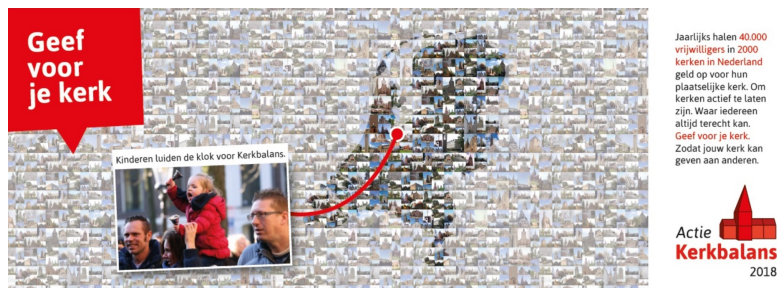 Geef
voor
je kerk
Kinderen luiden de klok voor Kerkbalans.
Jaarlijks halen 40.000
vrijwilligers in 2000
kerken in Nederland
geld op voor hun
plaatselijke kerk. Om
kerken actief te laten
zijn. Waar iedereen
altijd terecht kan.
Geef voor je kerk.
Zodat jouw kerk kan
geven aan anderen.
Actie
Kerkbalans
2018